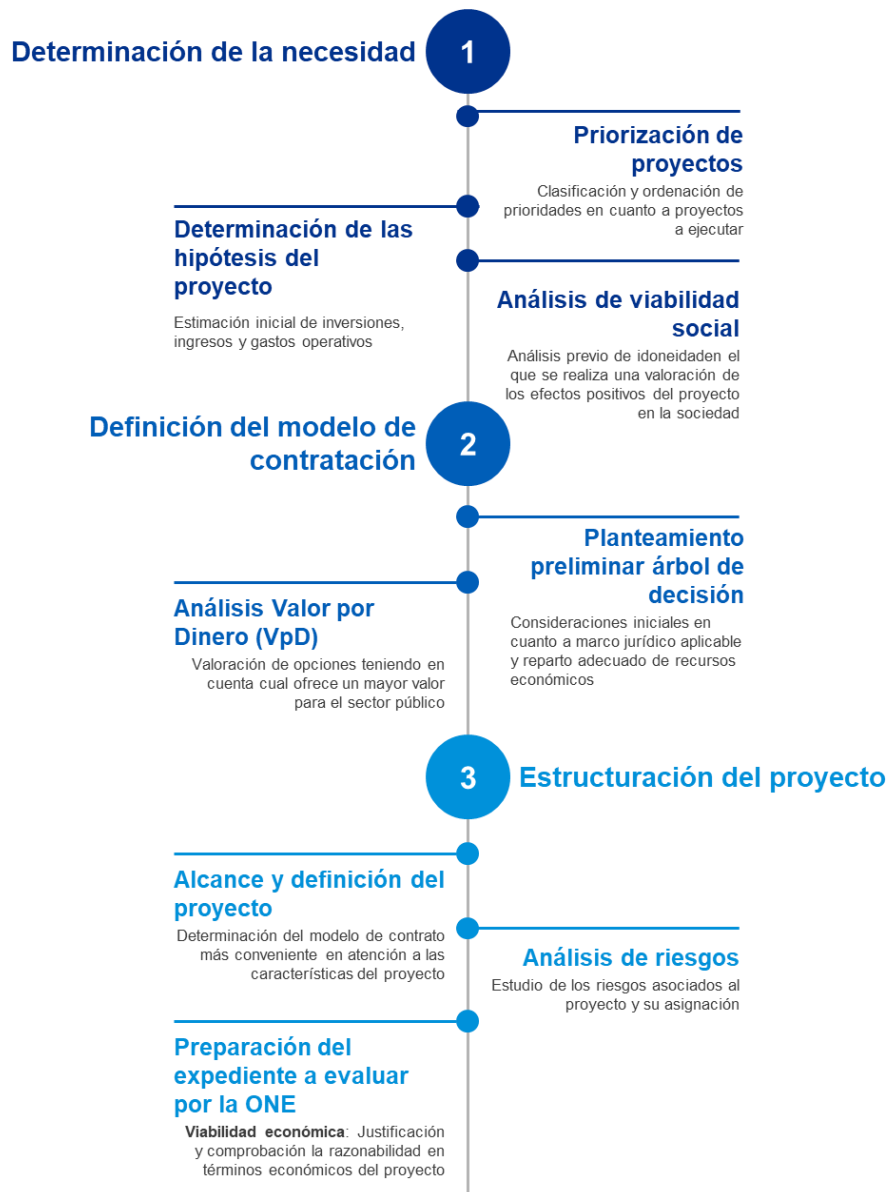 Determinación de la necesidad
1
Priorización de
proyectos
Clasificación y ordenación de
prioridades en cuanto a proyectos
a ejecutar
Determinación de las
hipótesis del
proyecto
Estimación inicial de inversiones,
ingresos y gastos operativos
Análisis de viabilidad
social
Análisis previo de idoneidaden el
que se realiza una valoración de
los efectos positivos del proyecto
en la sociedad
Definición del modelo de
contratación
2
Planteamiento
preliminar árbol de
decisión
Consideraciones iniciales en
cuanto a marco jurídico aplicable
y reparto adecuado de recursos
económicos
Análisis Valor por
Dinero (VpD)
Valoración de opciones teniendo en
cuenta cual ofrece un mayor valor
para el sector público
3
Estructuración del proyecto
Alcance y definición del
proyecto
Determinación del modelo de contrato
más conveniente en atención a las
características del proyecto
Análisis de riesgos
Estudio de los riesgos asociados al
proyecto y su asignación
Preparación del
expediente a evaluar
por la ONE
Viabilidad económica: Justificación
y comprobación la razonabilidad en
términos económicos del proyecto